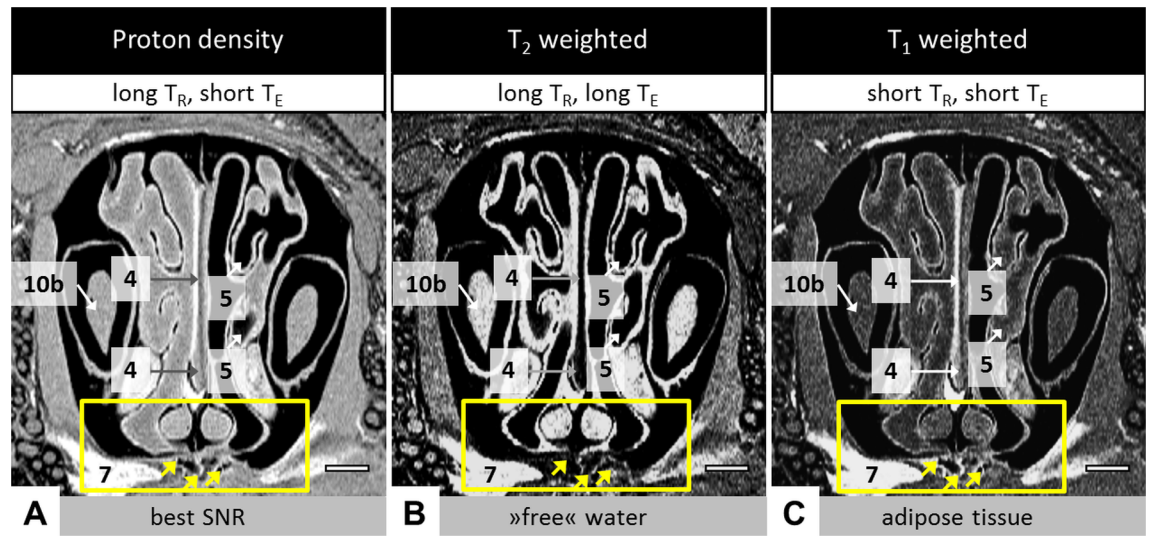 Proton density
T2 weighted
T1 weighted
long TR, short TE
long TR, long TE
short TR, short TE
10b
4
5
4
5
7
10b
4
5
4
5
7
10b
4
5
4
5
7
A
best SNR
B
»free« water
C
adipose tissue